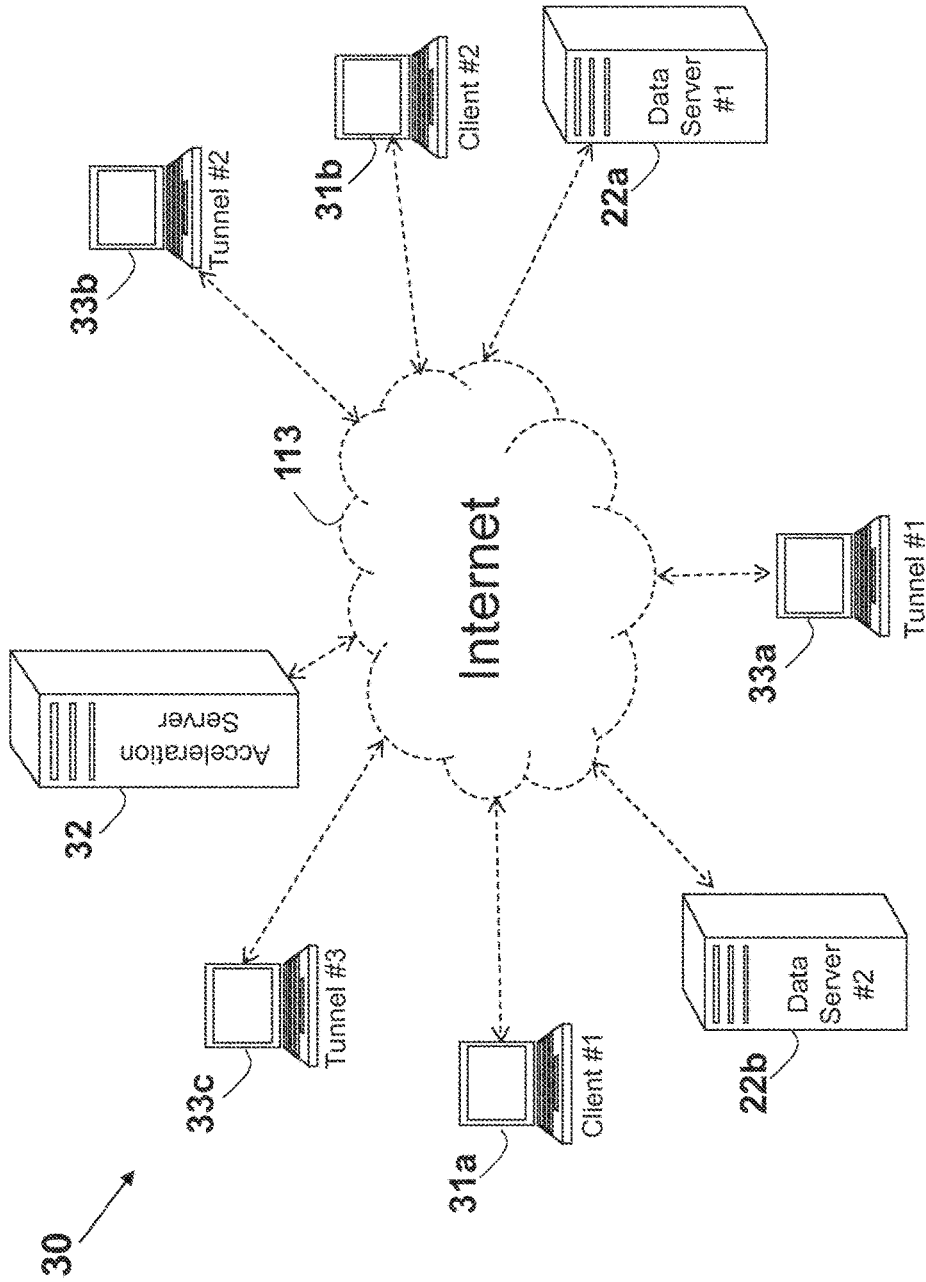 30
32
Acceleration
Server
33b
Tunnel #2
33c
Tunnel #3
113
31b
Client #2
31a
Client #1
Internet
22a
Data
Server
#1
22b
Data
Server
#2
33a
Tunnel #1